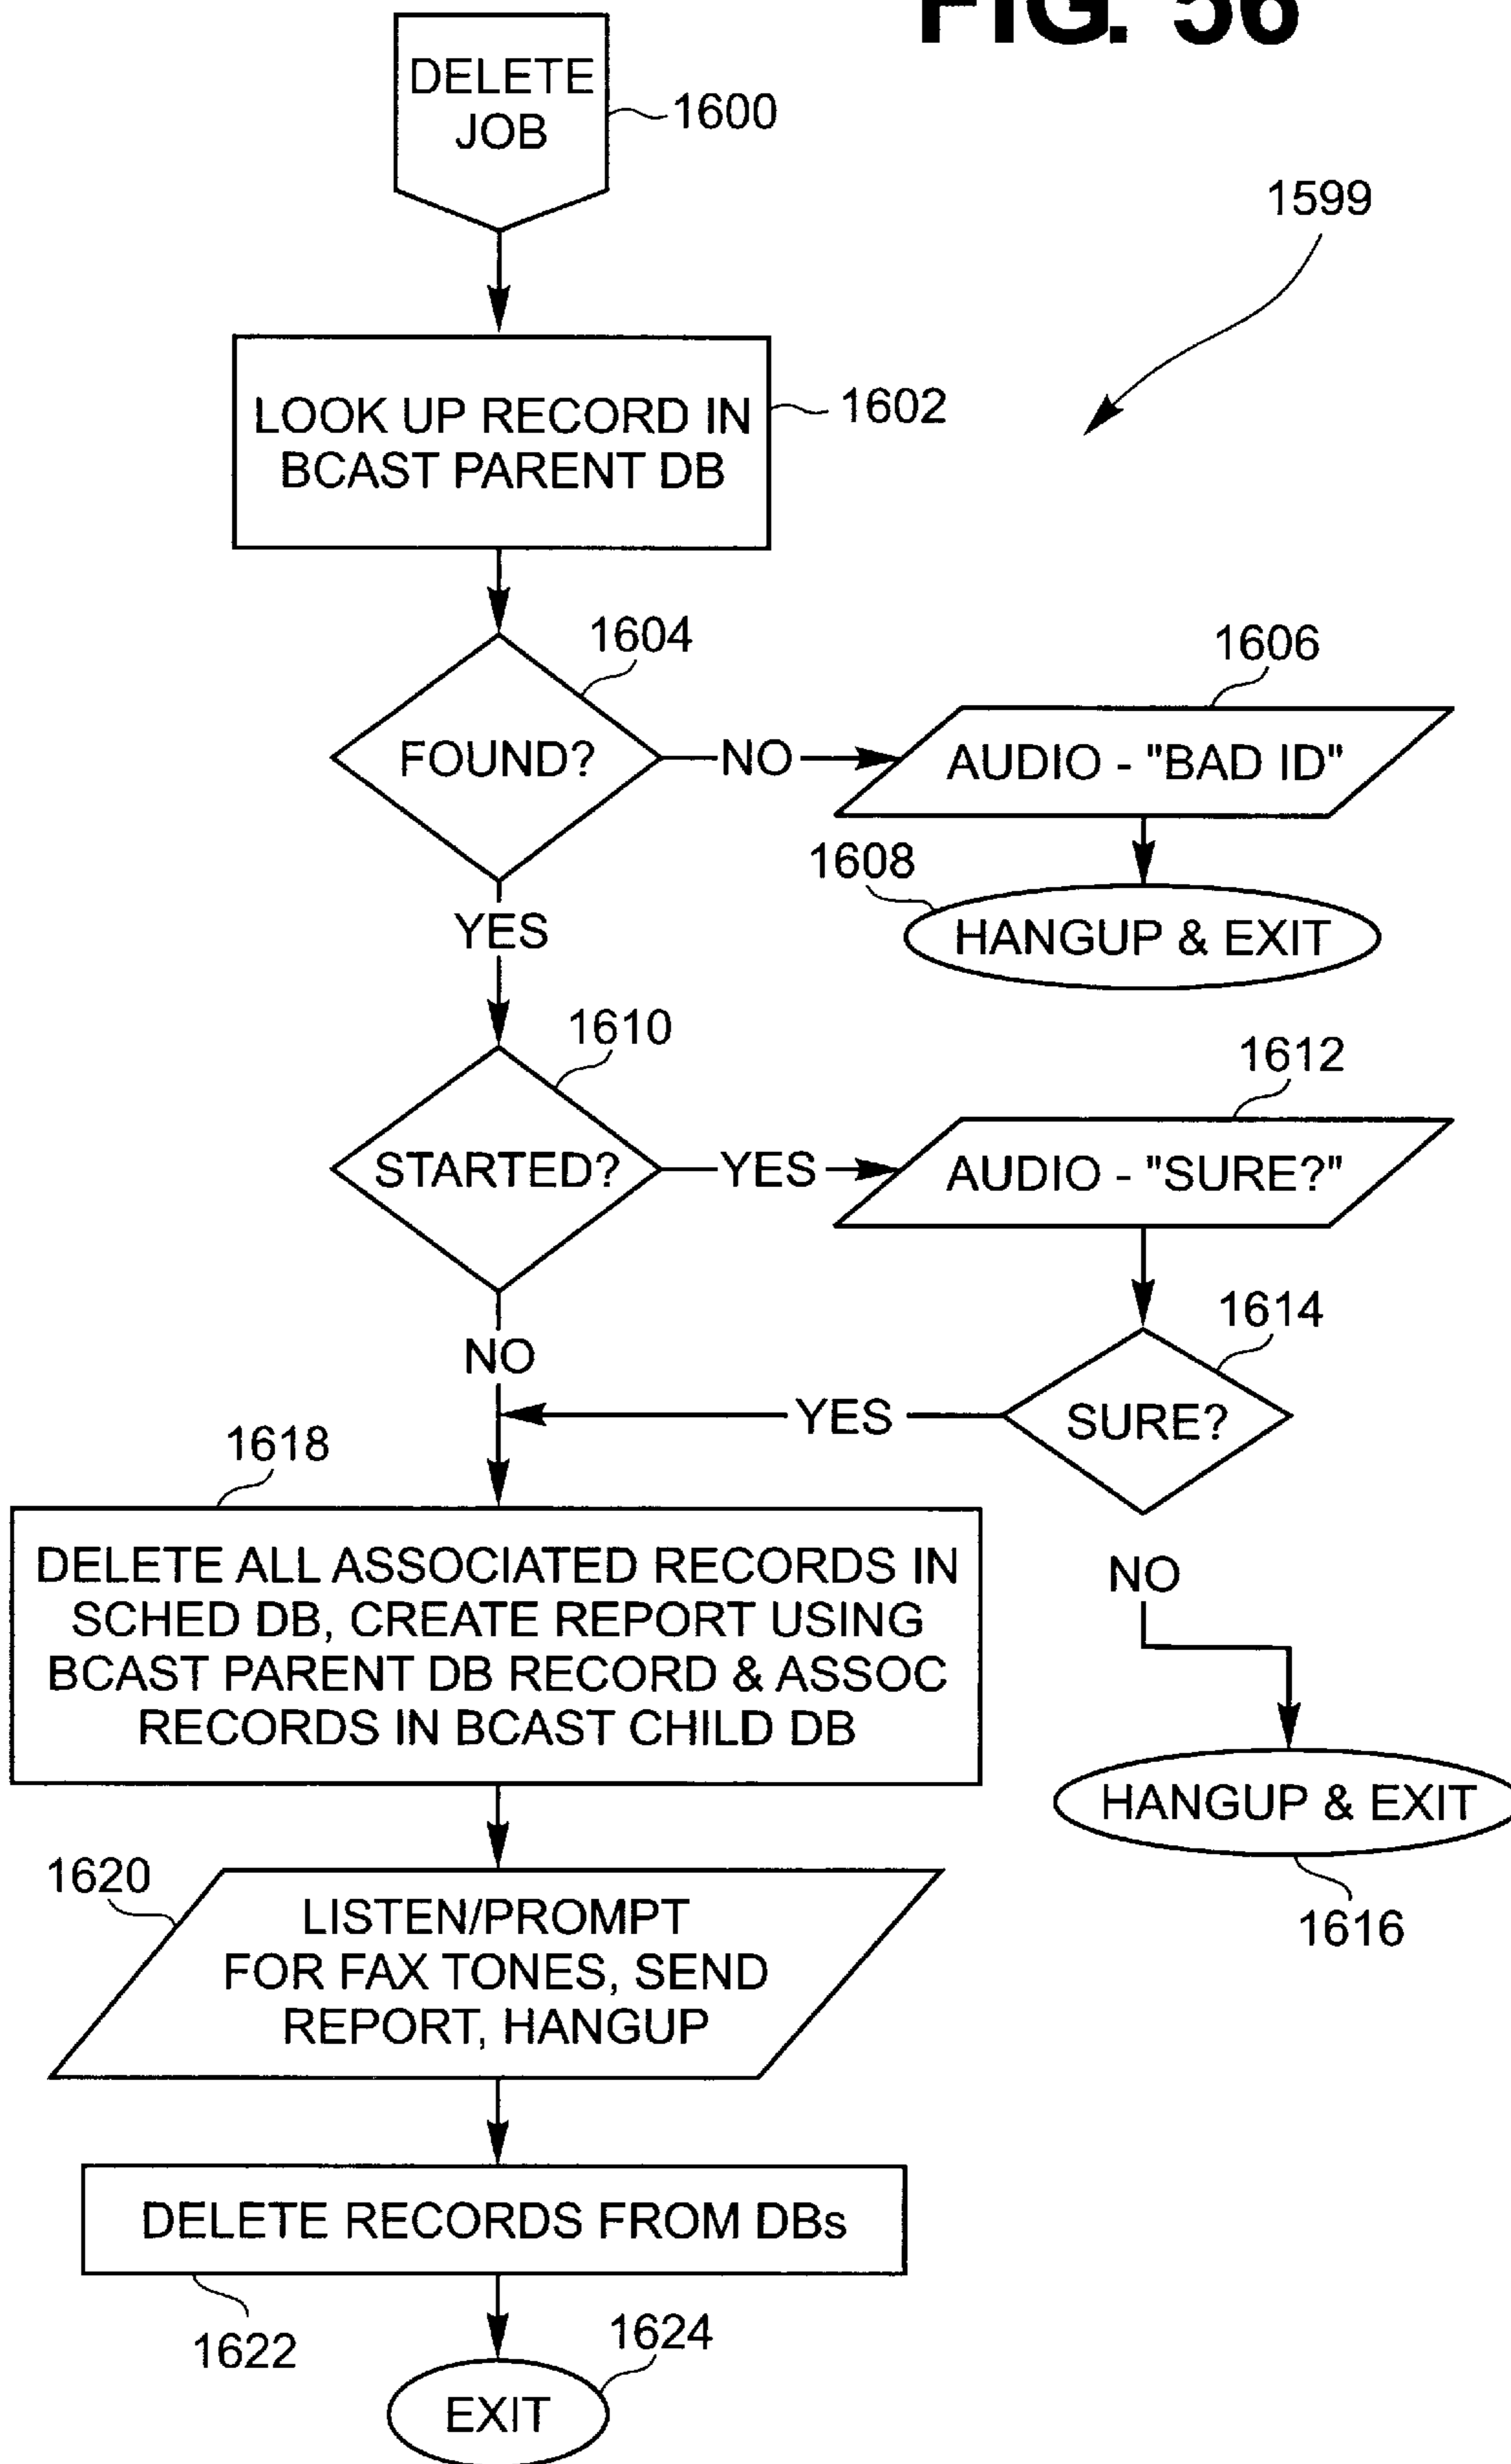 FIG. 56
DELETE
JOB
1600
1599
LOOK UP RECORD IN
BCAST PARENT DB
1602
1604
FOUND?
NO
1606
AUDIO - "BAD ID"
1608
HANGUP & EXIT
YES
1610
STARTED?
YES
1612
AUDIO - "SURE?"
1614
SURE?
YES
NO
NO
HANGUP & EXIT
1616
1618
DELETE ALL ASSOCIATED RECORDS IN
SCHED DB, CREATE REPORT USING
BCAST PARENT DB RECORD & ASSOC
RECORDS IN BCAST CHILD DB
1620
LISTEN/PROMPT
FOR FAX TONES, SEND
REPORT, HANGUP
DELETE RECORDS FROM DBs
1622
1624
EXIT